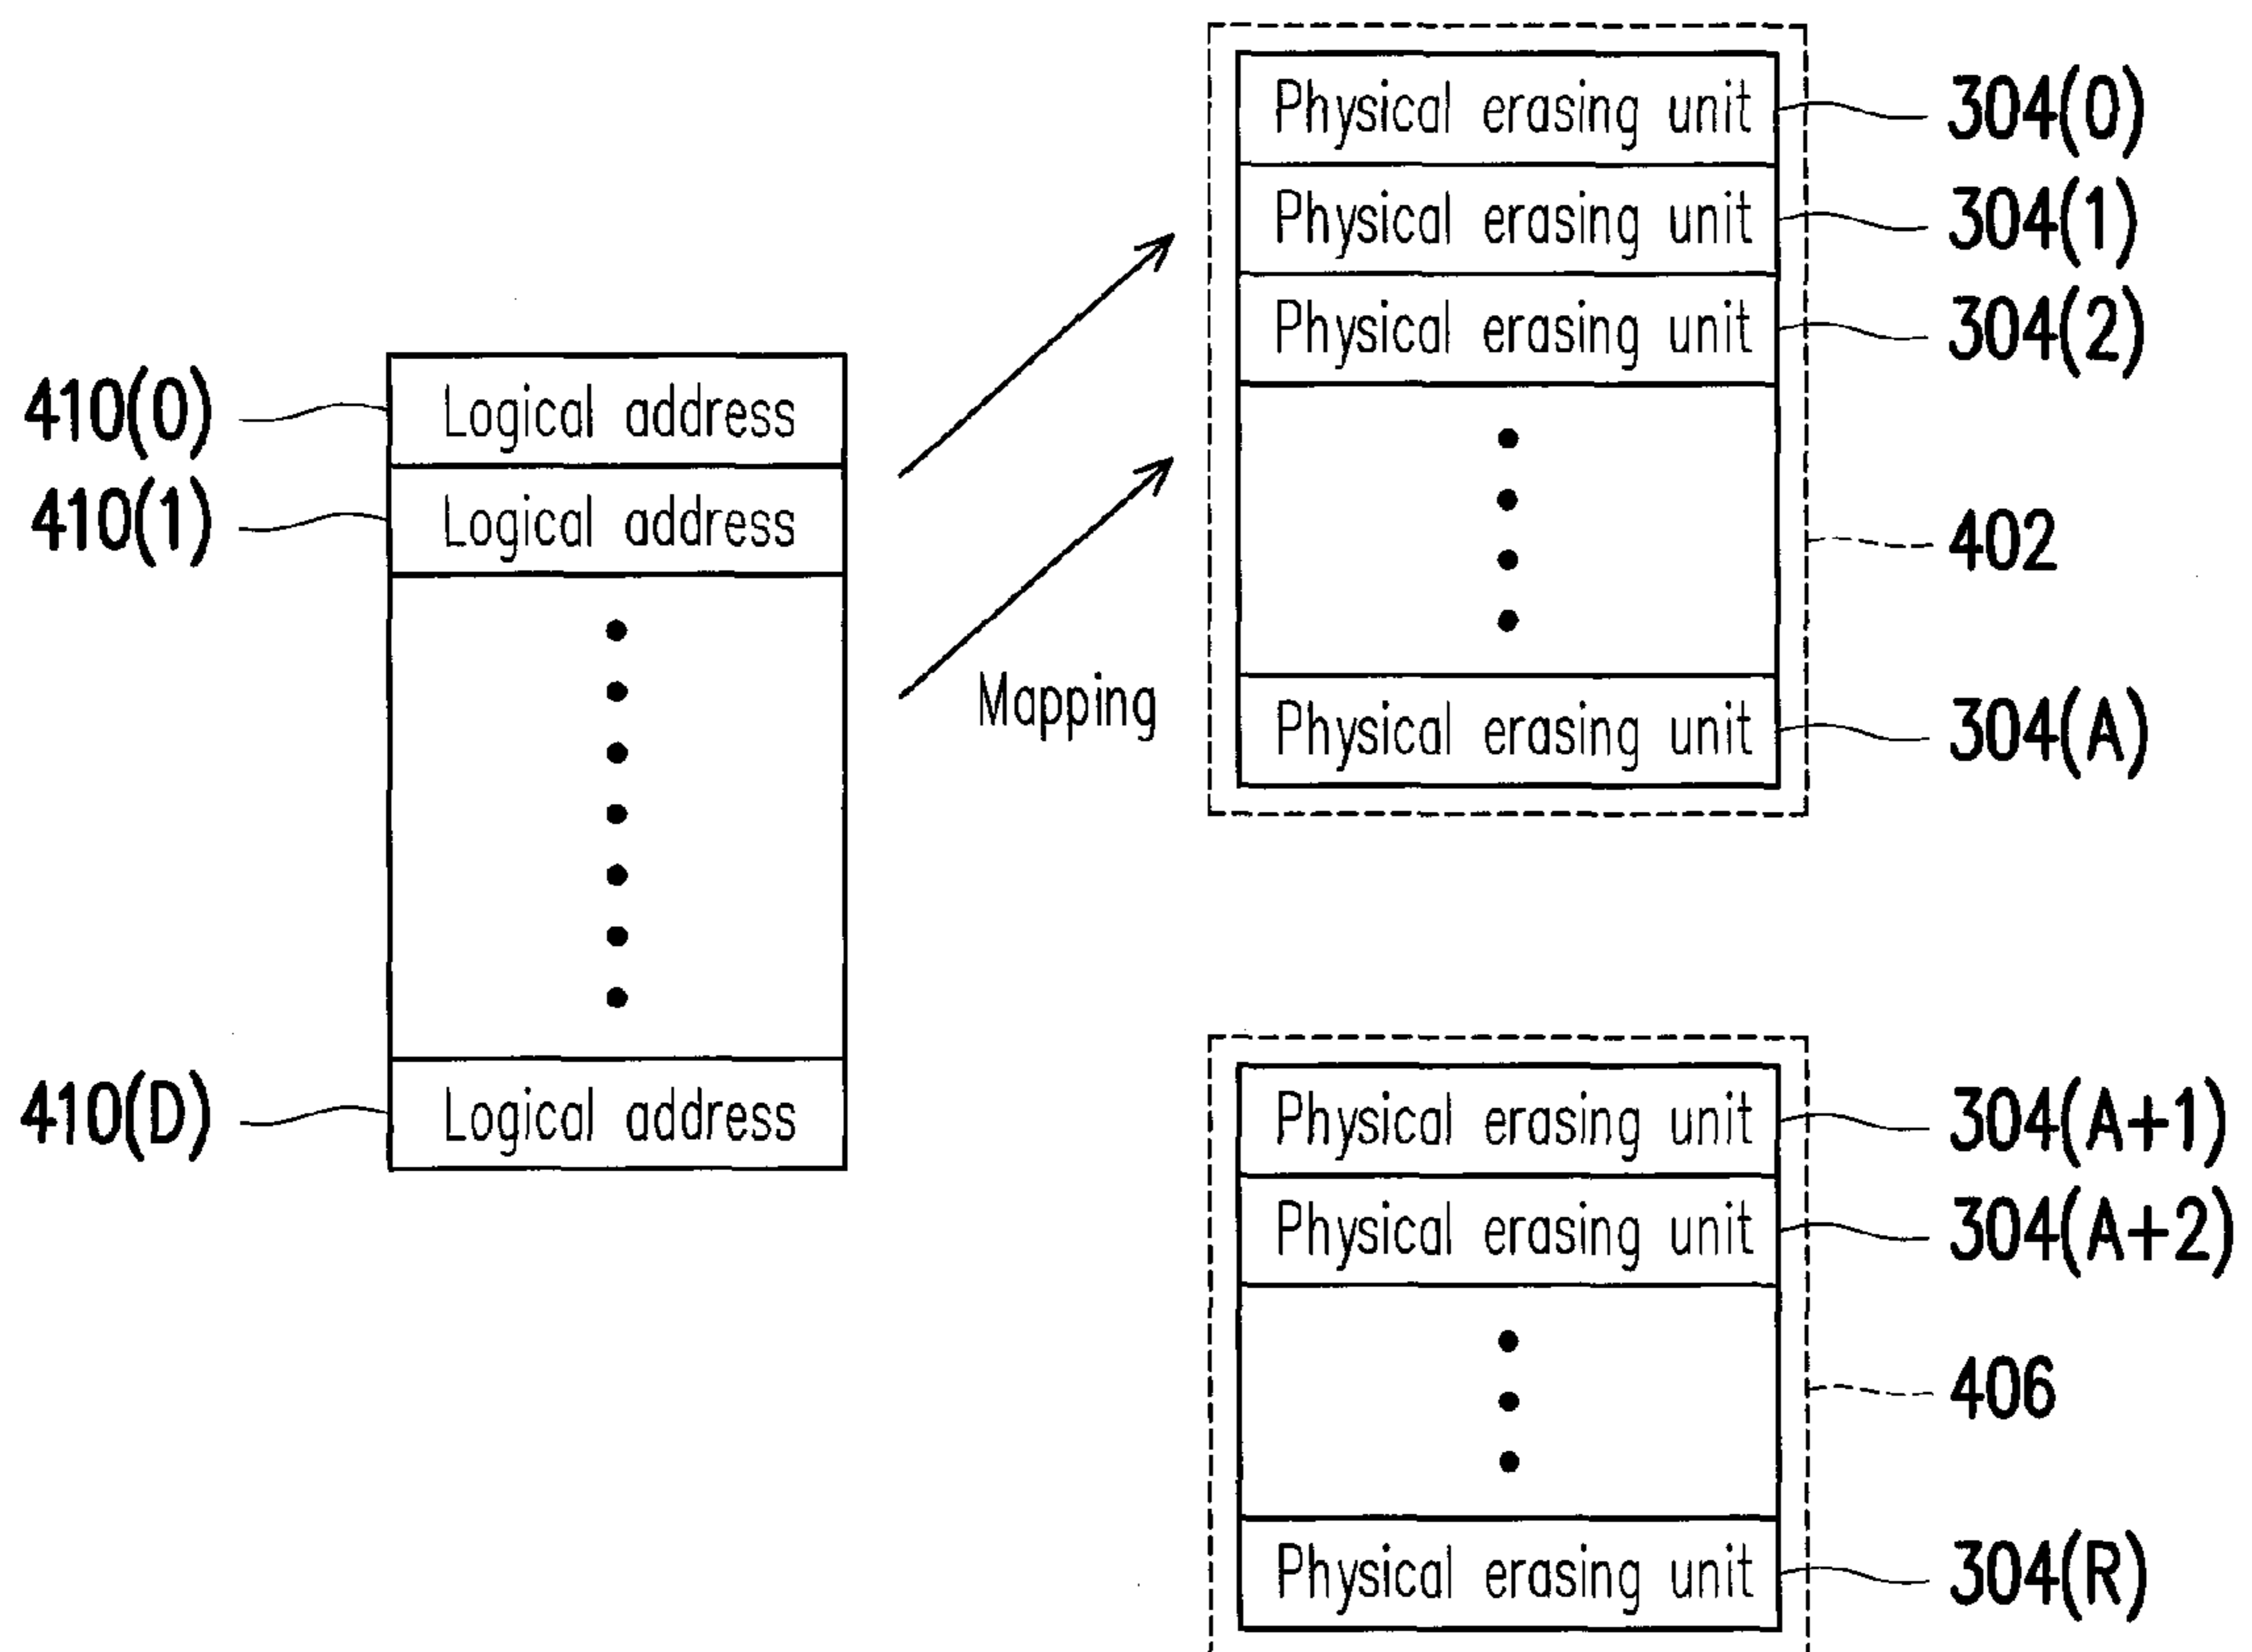 410(0) Logical address
410(1) Logical address
410(D) Logical address
Mapping
Physical erasing unit 304(0)
Physical erasing unit 304(1)
Physical erasing unit 304(2)
402
Physical erasing unit 304(A)
Physical erasing unit 304(A+1)
Physical erasing unit 304(A+2)
406
Physical erasing unit 304(R)